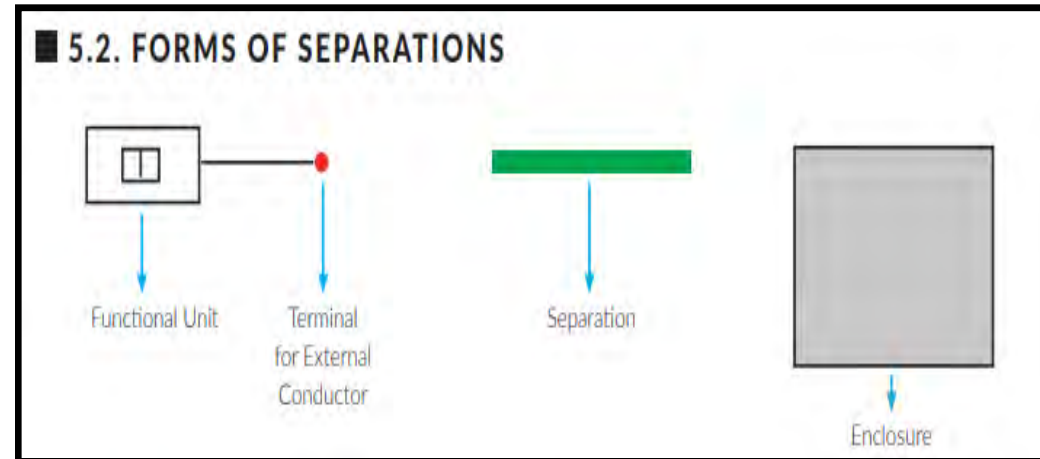 5.2. FORMS OF SEPARATIONS
Functional Unit
Terminal
for External
Conductor
Separation
Enclosure